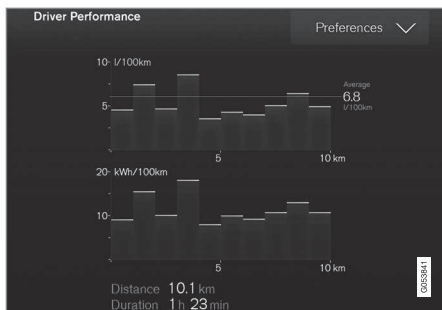 Driver Performance
Preferences
10 l/100km
Average
6.8
l/100km
5
5 10 km
20 kWh/100km
10
5 10 km
Distance 10.1 km
Duration 1 h 23 min
G053841